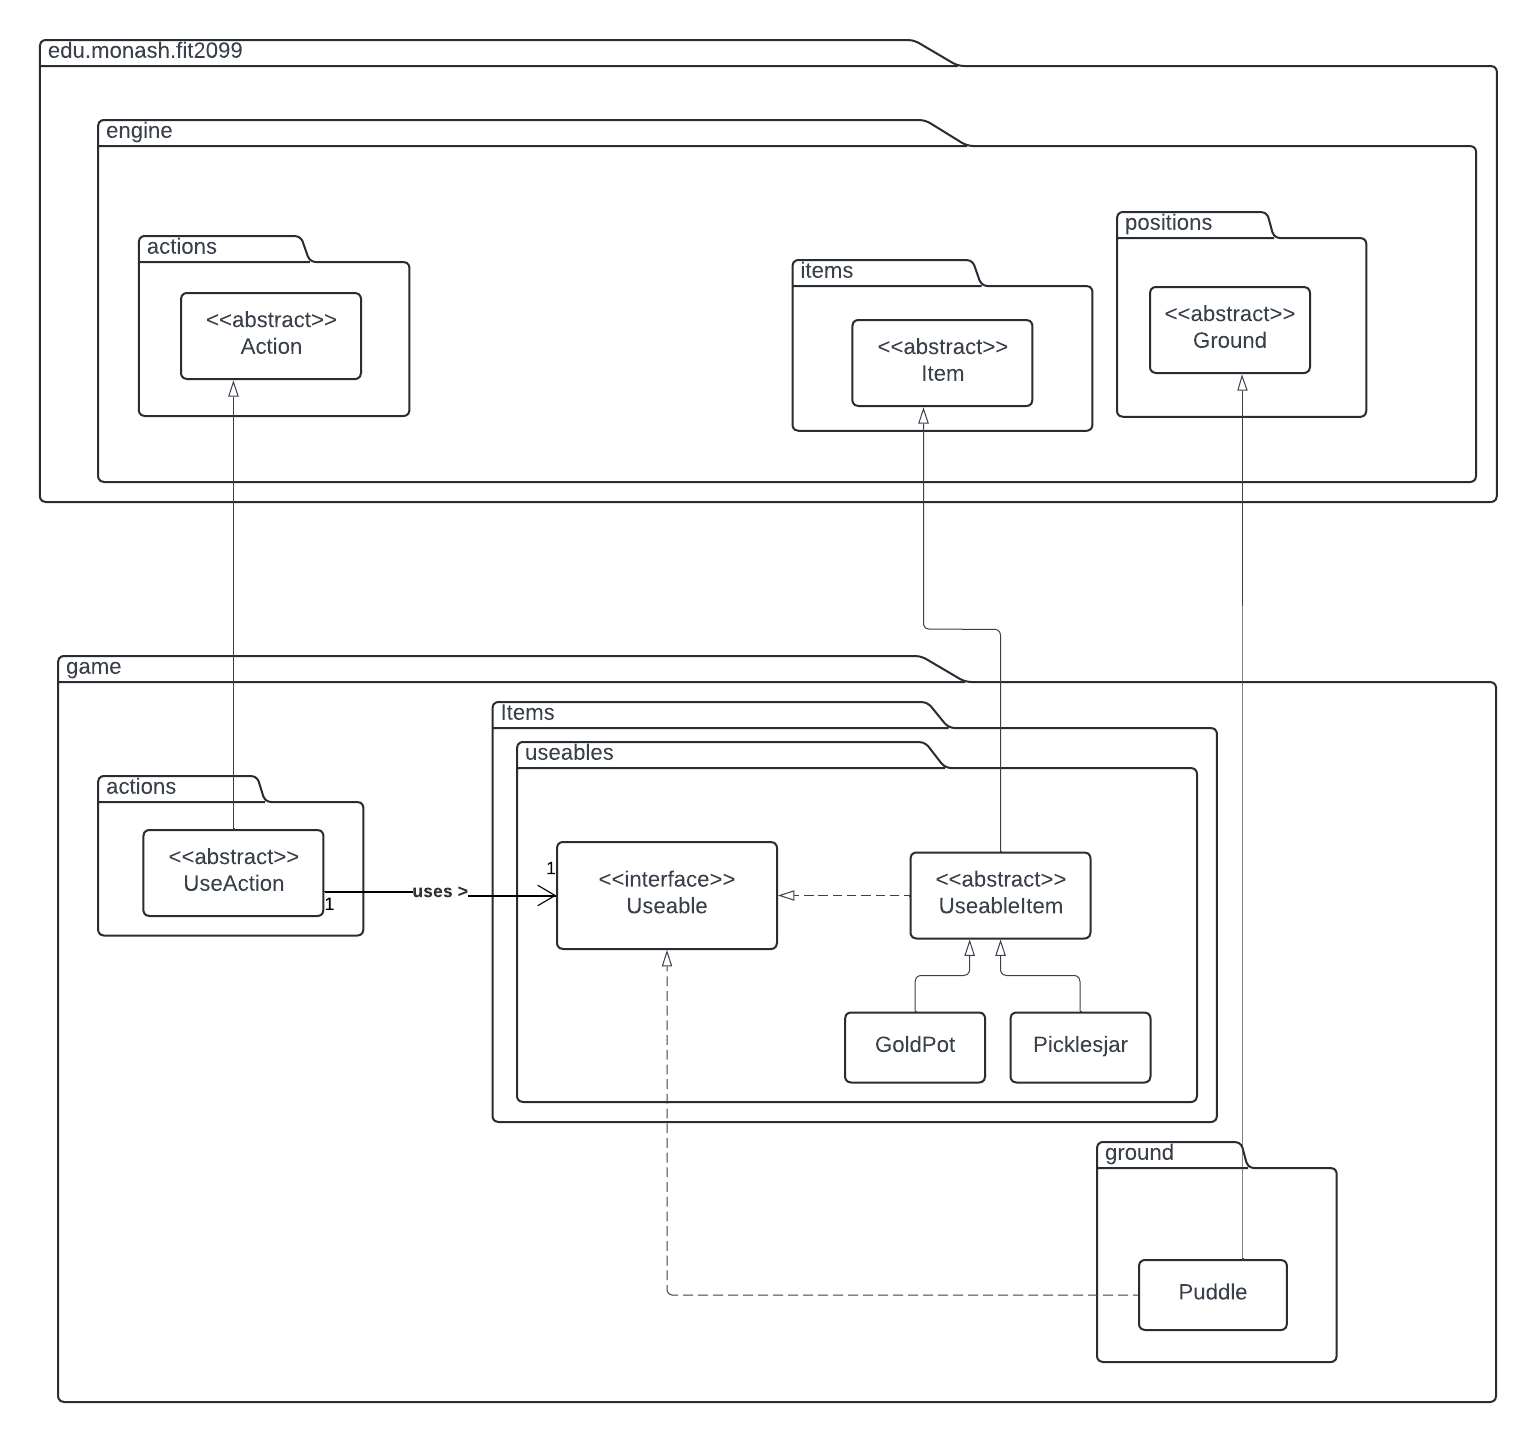 edu.monash.fit2099
engine
actions
<<abstract>>
Action
items
<<abstract>>
Item
positions
<<abstract>>
Ground
game
actions
<<abstract>>
UseAction
1
uses >
1
Items
useables
<<interface>>
Useable
<<abstract>>
UseableItem
GoldPot
Picklesjar
ground
Puddle